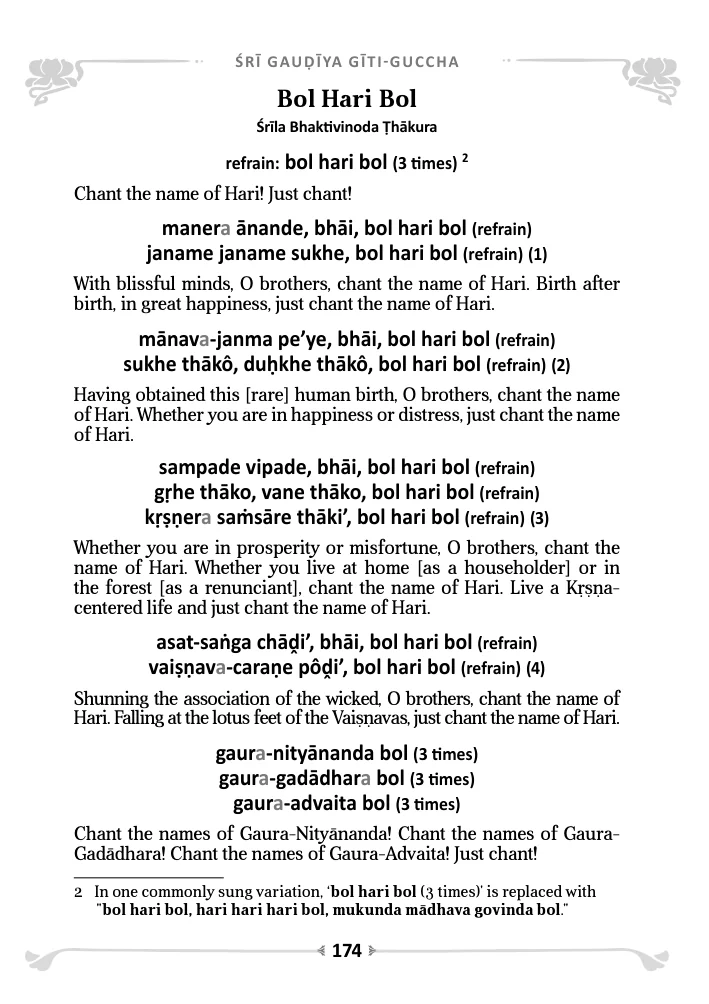 ŚRĪ GAUḌĪYA GĪTI-GUCCHA
Bol Hari Bol
Śrīla Bhaktivinoda Ṭhākura
refrain: bol hari bol (3 times) 2
Chant the name of Hari! Just chant!
manera ānande, bhāi, bol hari bol (refrain)
janame janame sukhe, bol hari bol (refrain) (1)
With blissful minds, O brothers, chant the name of Hari. Birth after
birth, in great happiness, just chant the name of Hari.
mānava-janma pe’ye, bhāi, bol hari bol (refrain)
sukhe thākô, duḥkhe thākô, bol hari bol (refrain) (2)
Having obtained this [rare] human birth, O brothers, chant the name
of Hari. Whether you are in happiness or distress, just chant the name
of Hari.
sampade vipade, bhāi, bol hari bol (refrain)
gṛhe thāko, vane thāko, bol hari bol (refrain)
kṛṣṇera saṁsāre thāki’, bol hari bol (refrain) (3)
Whether you are in prosperity or misfortune, O brothers, chant the
name of Hari. Whether you live at home [as a householder] or in
the forest [as a renunciant], chant the name of Hari. Live a Kṛṣṇa-
centered life and just chant the name of Hari.
asat-saṅga chāḓi’, bhāi, bol hari bol (refrain)
vaiṣṇava-caraṇe pôḓi’, bol hari bol (refrain) (4)
Shunning the association of the wicked, O brothers, chant the name of
Hari. Falling at the lotus feet of the Vaiṣṇavas, just chant the name of Hari.
gaura-nityānanda bol (3 times)
gaura-gadādhara bol (3 times)
gaura-advaita bol (3 times)
Chant the names of Gaura-Nityānanda! Chant the names of Gaura-
Gadādhara! Chant the names of Gaura-Advaita! Just chant!
2 In one commonly sung variation, ‘bol hari bol (3 times)’ is replaced with
"bol hari bol, hari hari hari bol, mukunda mādhava govinda bol."
174